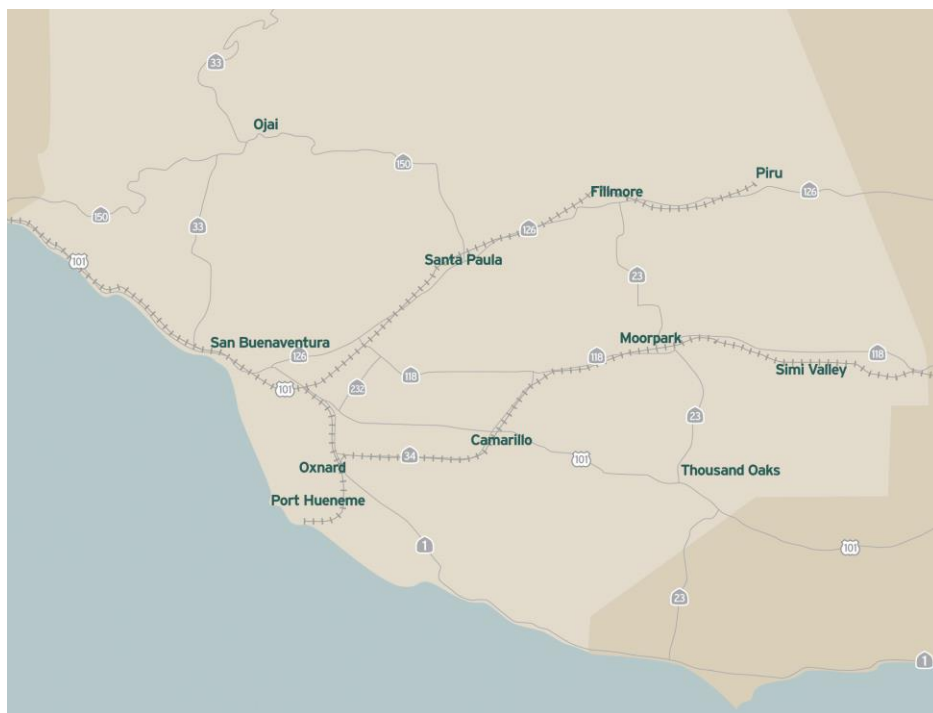 33
Ojai
150
Piru
Fillmore
126
150
33
126
Santa Paula
101
23
San Buenaventura
Moorpark
126
118
118
Simi Valley
118
101
232
23
Camarillo
34
101
Oxnard
Thousand Oaks
Port Hueneme
1
101
23
1